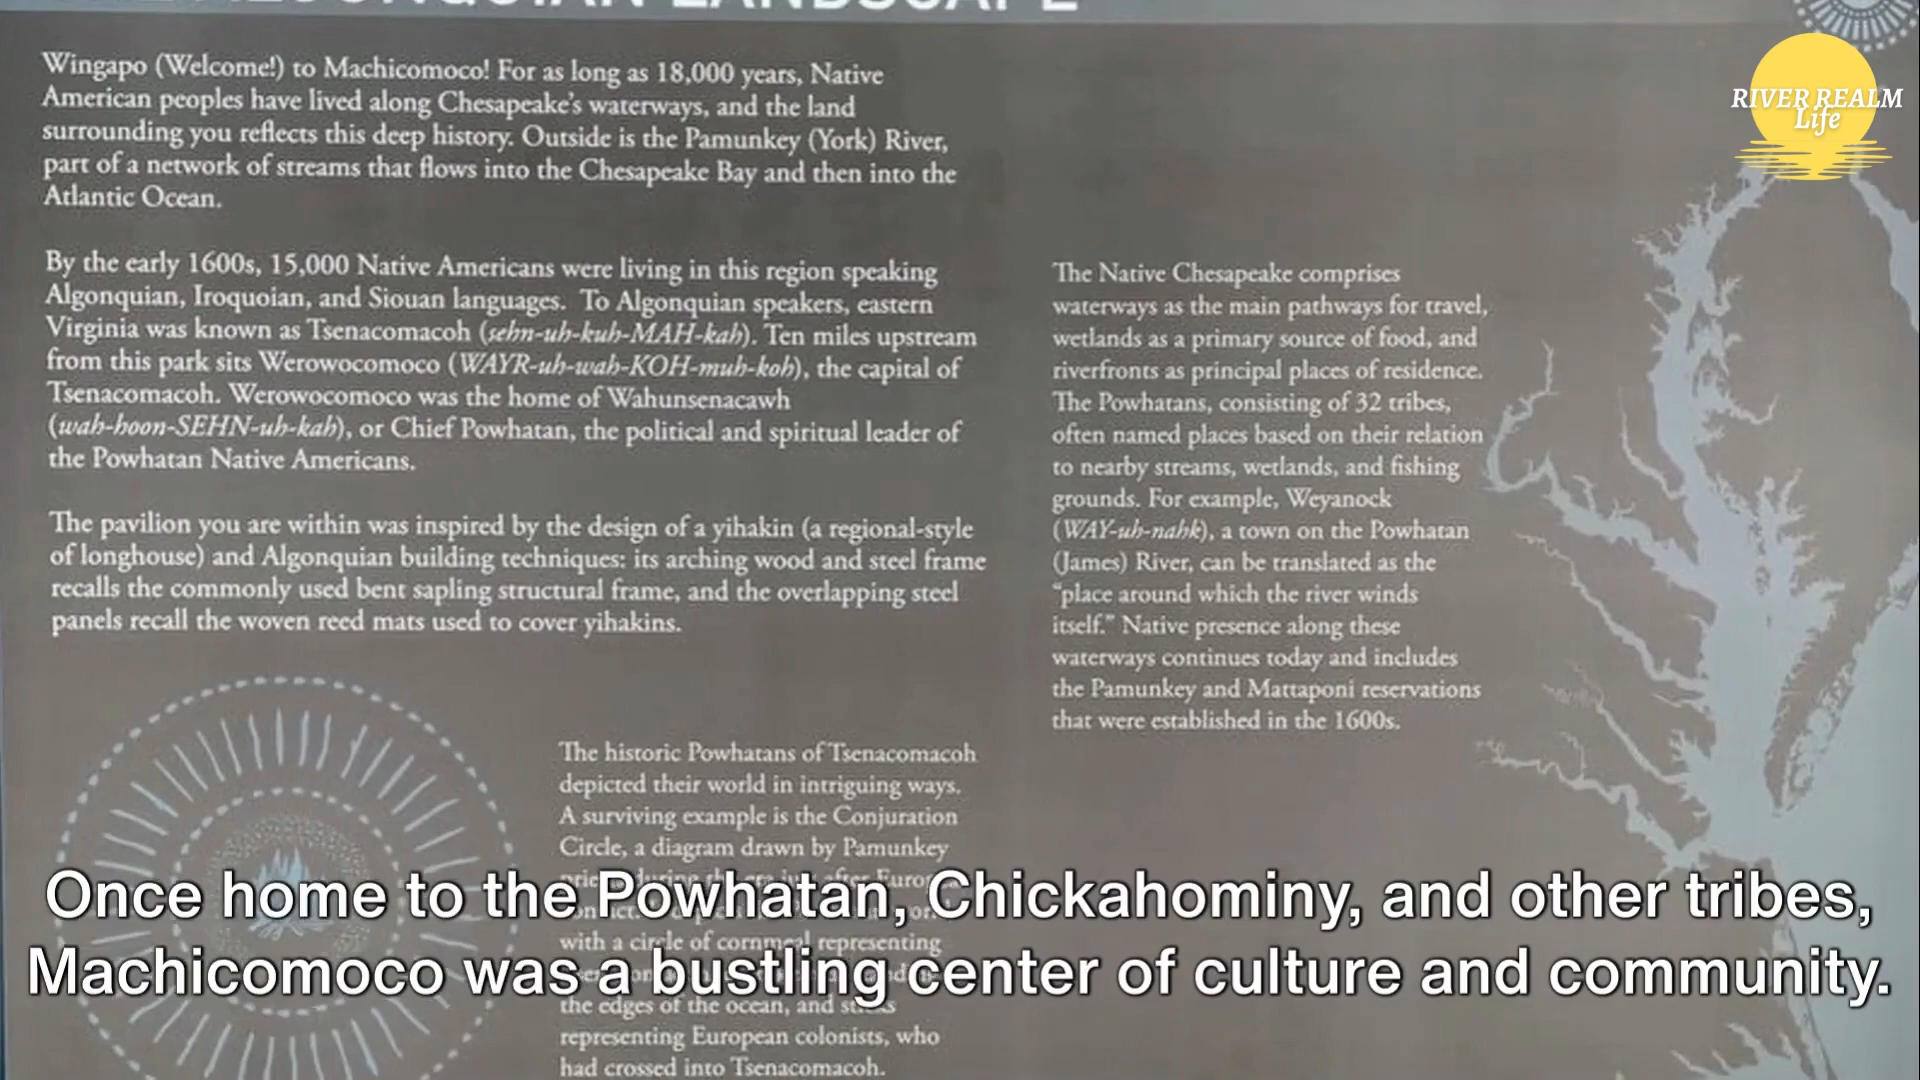 ALGONQUIAN LANDSCAPE
RIVER REALM
Life
Wingapo (Welcome!) to Machicomoco! For as long as 18,000 years, Native
American peoples have lived along Chesapeake's waterways, and the land
surrounding you reflects this deep history. Outside is the Pamunkey (York) River,
part of a network of streams that flows into the Chesapeake Bay and then into the
Atlantic Ocean.
By the early 1600s, 15,000 Native Americans were living in this region speaking
Algonquian, Iroquoian, and Siouan languages. To Algonquian speakers, eastern
Virginia was known as Tsenacomacoh (sehn-uh-kuh-MAH-kah). Ten miles upstream
from this park sits Werowocomoco (WAYR-uh-wah-KOH-muh-koh), the capital of
Tsenacomacoh. Werowocomoco was the home of Wahunsenacawh
(wah-hoon-SEHN-uh-kah), or Chief Powhatan, the political and spiritual leader of
the Powhatan Native Americans.
The pavilion you are within was inspired by the design of a yihakin (a regional-style
of longhouse) and Algonquian building techniques: its arching wood and steel frame
recalls the commonly used bent sapling structural frame, and the overlapping steel
panels recall the woven reed mats used to cover yihakins.
The Native Chesapeake comprises
waterways as the main pathways for travel,
wetlands as a primary source of food, and
riverfronts as principal places of residence.
The Powhatans, consisting of 32 tribes,
often named places based on their relation
to nearby streams, wetlands, and fishing
grounds. For example, Weyanock
(WAY-uh-nahk), a town on the Powhatan
(James) River, can be translated as the
“place around which the river winds
itself.” Native presence along these
waterways continues today and includes
the Pamunkey and Mattaponi reservations
that were established in the 1600s.
The historic Powhatans of Tsenacomacoh
depicted their world in intriguing ways.
A surviving example is the Conjuration
Circle, a diagram drawn by Pamunkey
with a circle of cornmeal representing
the edges of the ocean, and sticks
representing European colonists, who
had crossed into Tsenacomacoh.
Once home to the Powhatan, Chickahominy, and other tribes,
Machicomoco was a bustling center of culture and community.